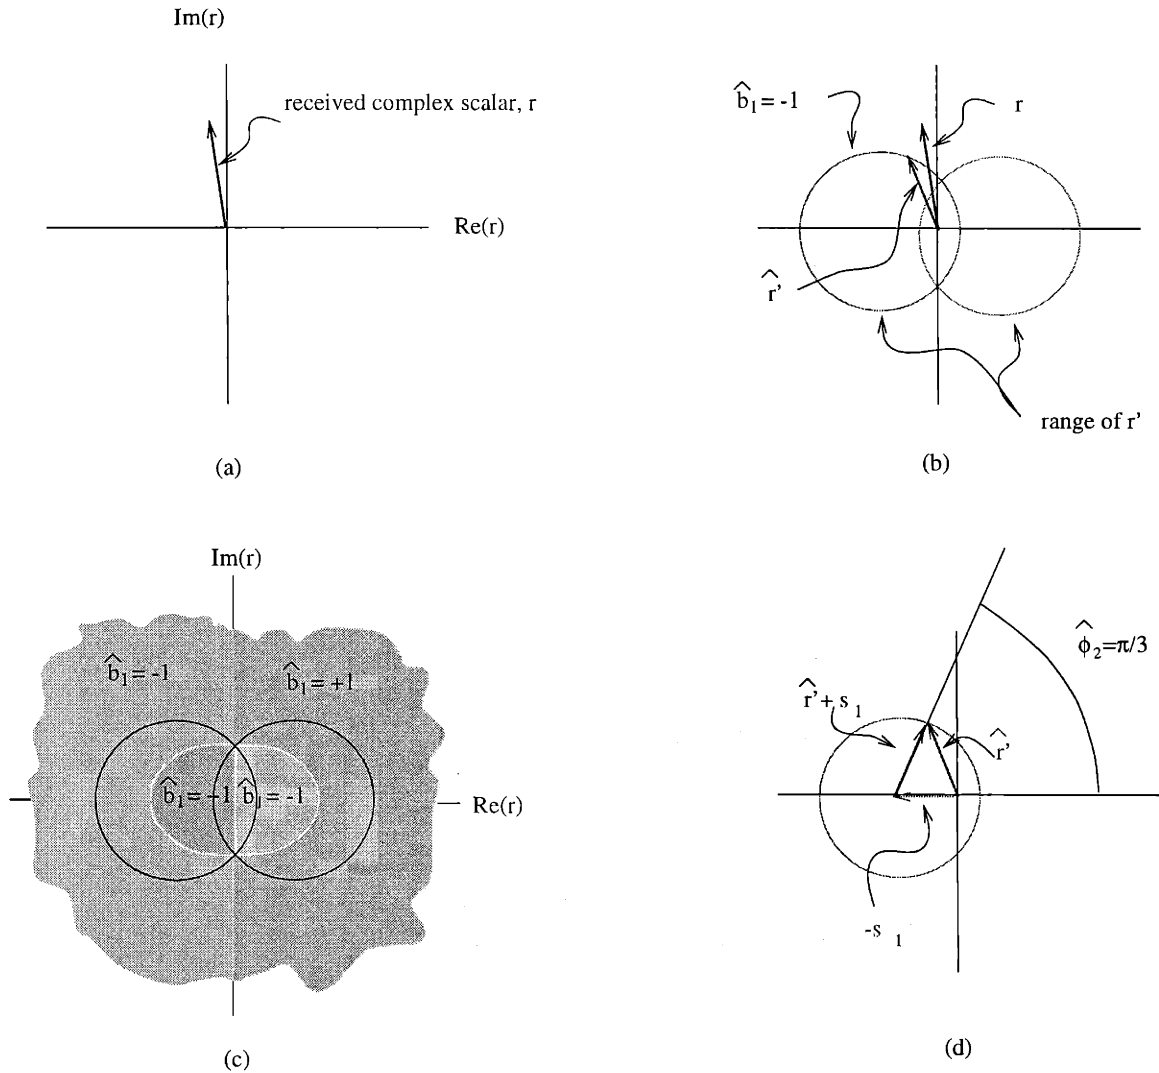 Im(r)
received complex scalar, r
Re(r)
(a)
b̂₁ = -1
r
r̂'
range of r'
(b)
Im(r)
b̂₁ = -1
b̂₁ = +1
b̂₁ = +1
b̂₁ = -1
Re(r)
(c)
ϕ̂₂=π/3
r̂'+ s₁
r̂'
-s₁
(d)